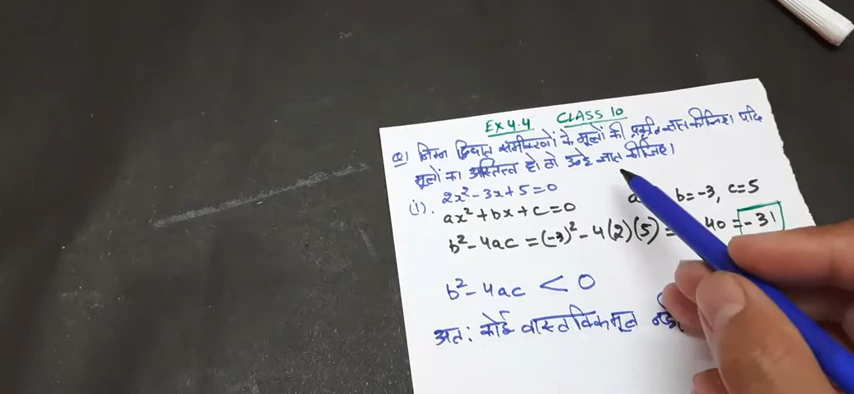 EX 4.4 CLASS 10
Q1 निम्न द्विघात समीकरणों के मूलों की प्रकृति ज्ञात कीजिए। यदि
मूलों का अस्तित्व हो तो उन्हें ज्ञात कीजिए।
(i). 2x² - 3x + 5 = 0
ax² + bx + c = 0 b = -3, c = 5
b² - 4ac = (-3)² - 4(2)(5) = 40 = -31
b² - 4ac < 0
अत: कोई वास्तविक मूल